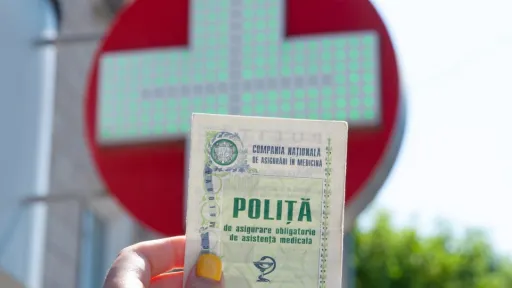 COMPANIA NAȚIONALĂ
DE ASIGURĂRI ÎN MEDICINĂ
POLIȚĂ
de asigurare obligatorie
de asistență medicală